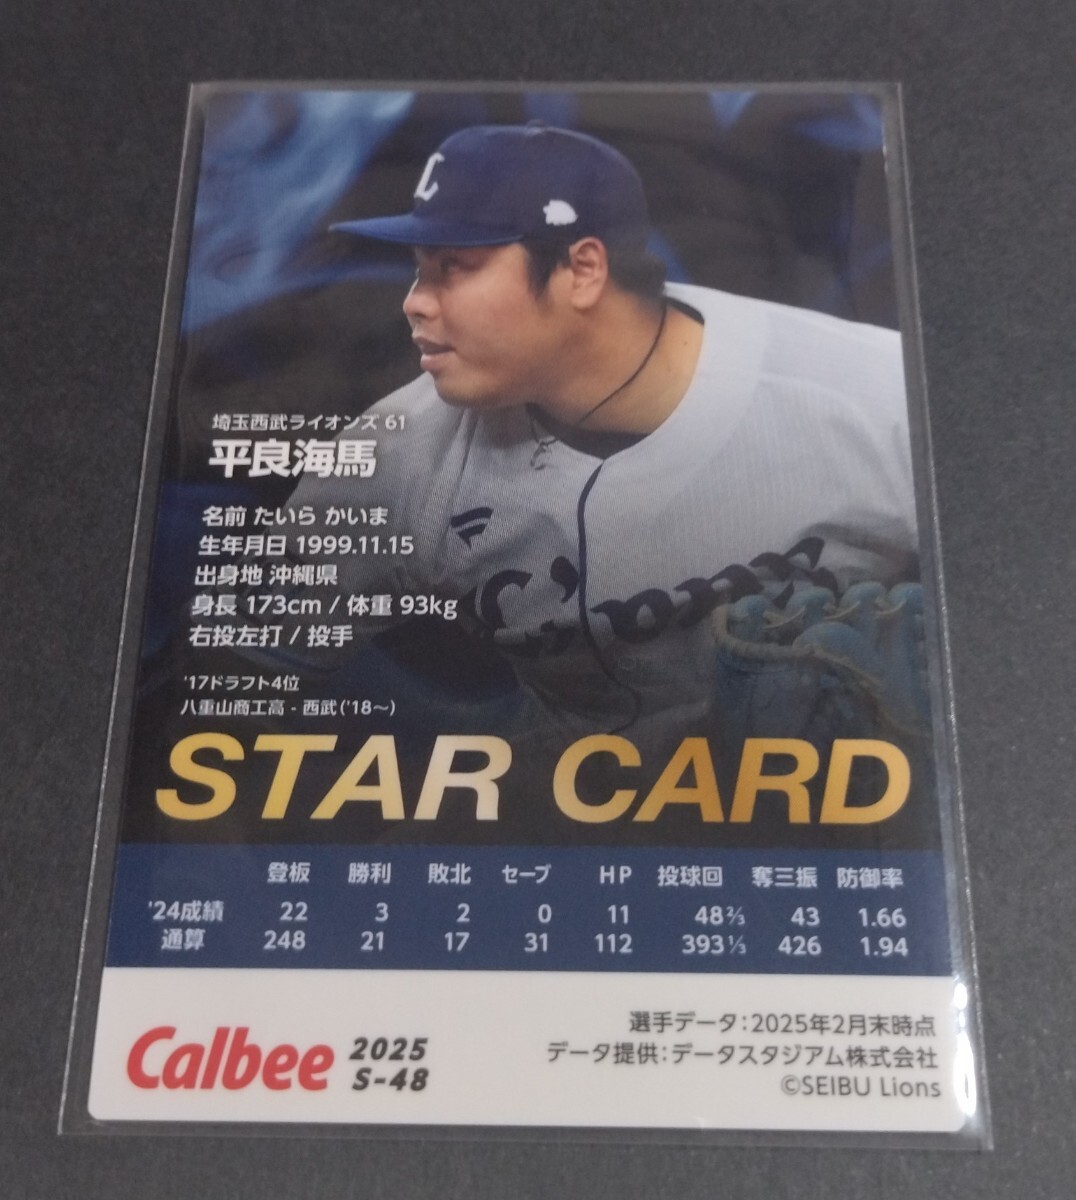 L
埼玉西武ライオンズ 61
平良海馬
名前 たいら かいま
生年月日 1999.11.15
出身地 沖縄県
身長 173cm / 体重 93kg
右投左打 / 投手
'17ドラフト4位
八重山商工高 - 西武('18〜)
Lions
STAR CARD
登板 勝利 敗北 セーブ HP 投球回 奪三振 防御率
'24成績 22 3 2 0 11 48⅔ 43 1.66
通算 248 21 17 31 112 393⅓ 426 1.94
Calbee 2025
S-48
選手データ:2025年2月末時点
データ提供:データスタジアム株式会社
©SEIBU Lions